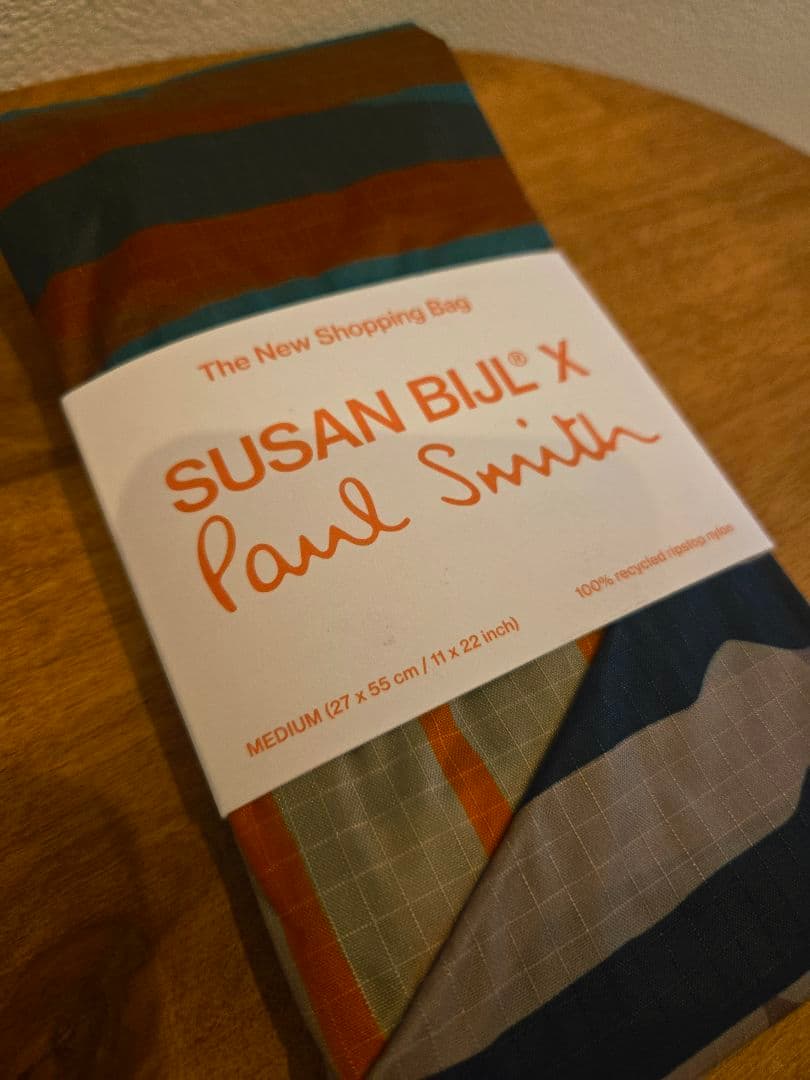 The New Shopping Bag
SUSAN BIJL® X
Paul Smith
100% recycled ripstop nylon
MEDIUM (27 x 55 cm / 11 x 22 inch)